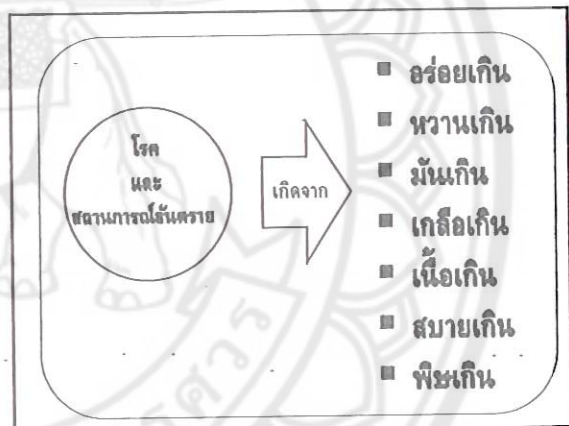 โรค
และ
สถานการณ์อันตราย
เกิดจาก
■ อร่อยเกิน
■ หวานเกิน
■ มันเกิน
■ เกลือเกิน
■ เนื้อเกิน
■ สบายเกิน
■ พิษเกิน